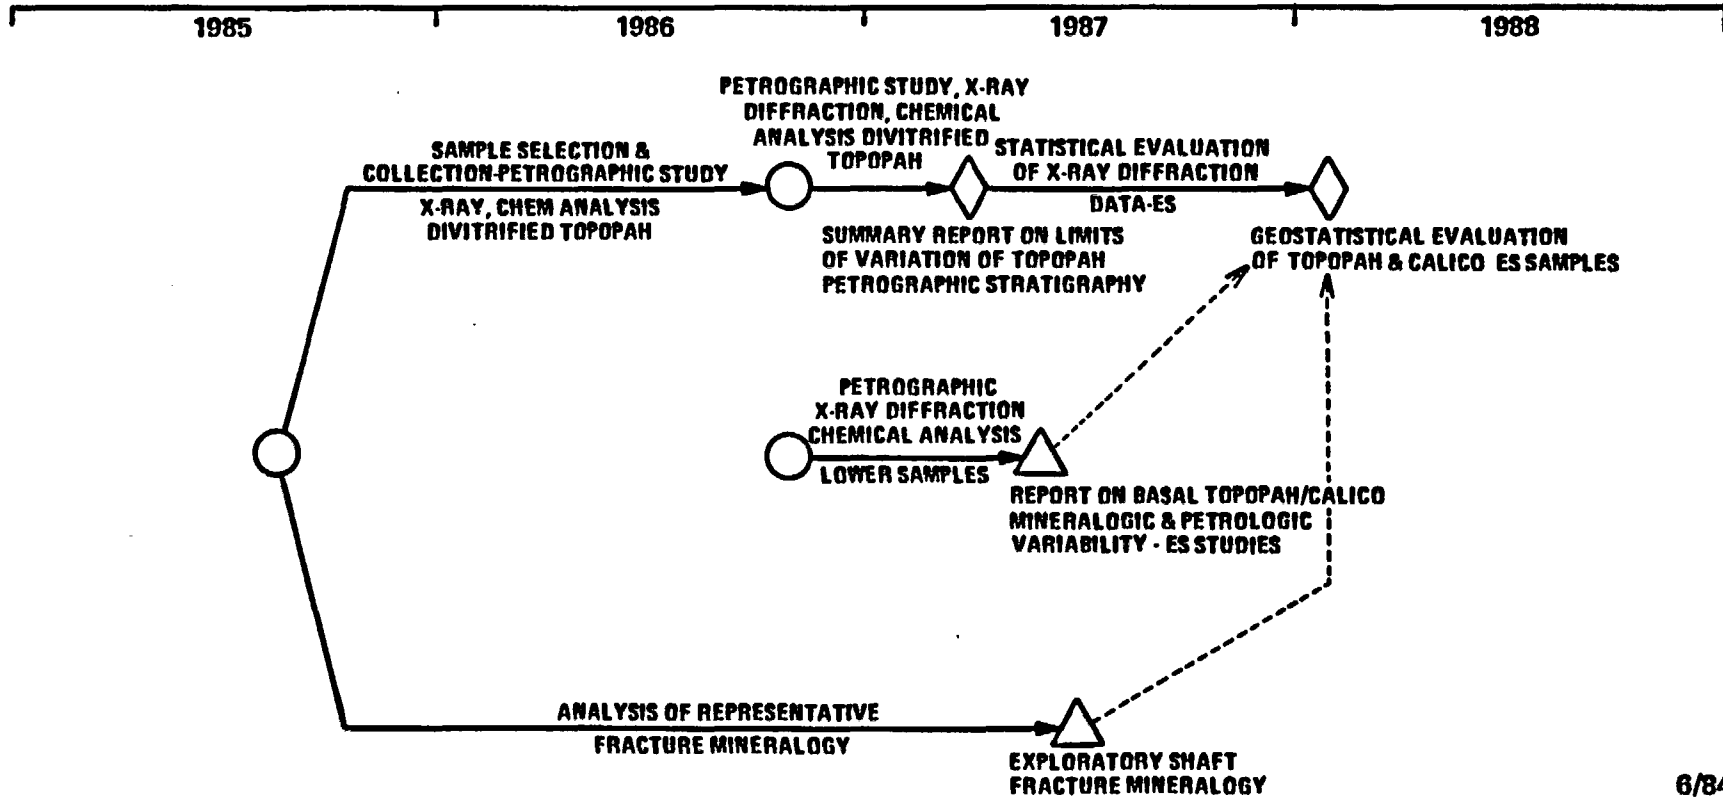 1985
1986
1987
1988
PETROGRAPHIC STUDY, X-RAY
DIFFRACTION, CHEMICAL
ANALYSIS DIVITRIFIED
TOPOPAH
SAMPLE SELECTION &
COLLECTION-PETROGRAPHIC STUDY
X-RAY, CHEM ANALYSIS
DIVITRIFIED TOPOPAH
STATISTICAL EVALUATION
OF X-RAY DIFFRACTION
DATA-ES
SUMMARY REPORT ON LIMITS
OF VARIATION OF TOPOPAH
PETROGRAPHIC STRATIGRAPHY
GEOSTATISTICAL EVALUATION
OF TOPOPAH & CALICO ES SAMPLES
PETROGRAPHIC
X-RAY DIFFRACTION
CHEMICAL ANALYSIS
LOWER SAMPLES
REPORT ON BASAL TOPOPAH/CALICO
MINERALOGIC & PETROLOGIC
VARIABILITY - ES STUDIES
ANALYSIS OF REPRESENTATIVE
FRACTURE MINERALOGY
EXPLORATORY SHAFT
FRACTURE MINERALOGY
6/84